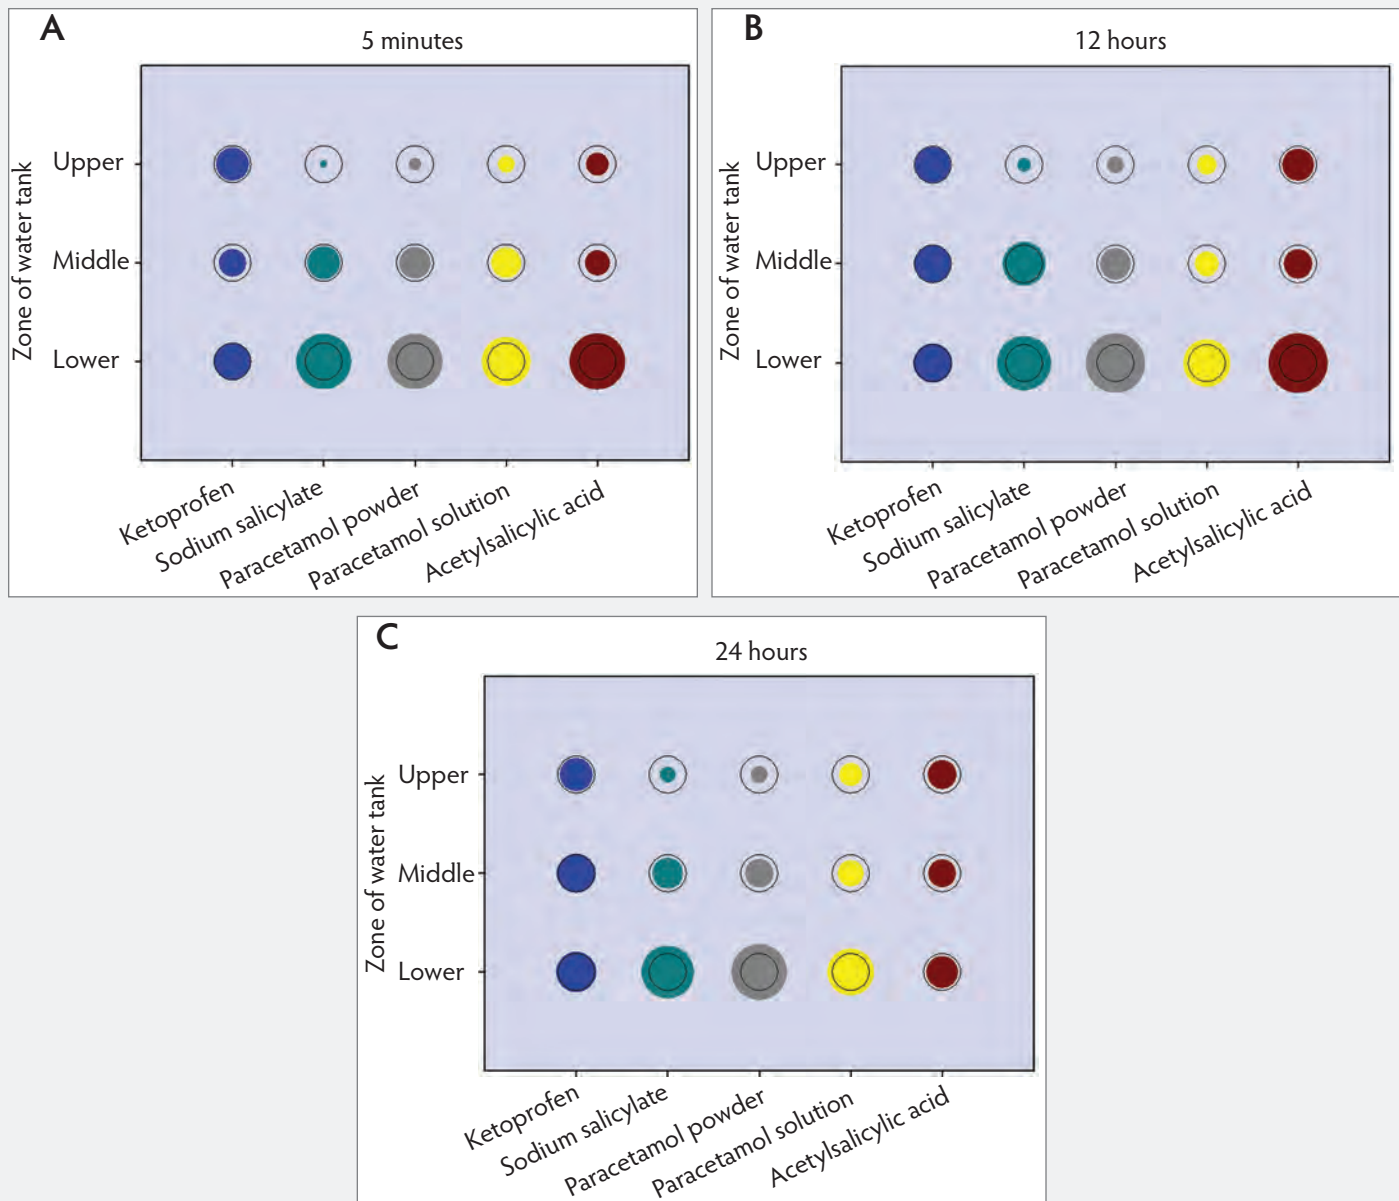 A
5 minutes
Zone of water tank
Upper
Middle
Lower
Ketoprofen
Sodium salicylate
Paracetamol powder
Paracetamol solution
Acetylsalicylic acid
B
12 hours
Zone of water tank
Upper
Middle
Lower
Ketoprofen
Sodium salicylate
Paracetamol powder
Paracetamol solution
Acetylsalicylic acid
C
24 hours
Zone of water tank
Upper
Middle
Lower
Ketoprofen
Sodium salicylate
Paracetamol powder
Paracetamol solution
Acetylsalicylic acid